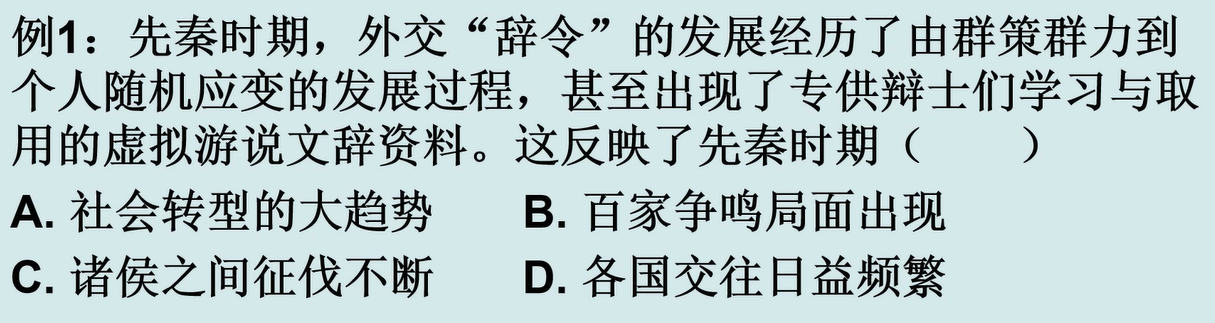 例1：先秦时期，外交“辞令”的发展经历了由群策群力到
个人随机应变的发展过程，甚至出现了专供辩士们学习与取
用的虚拟游说文辞资料。这反映了先秦时期（　　）
A. 社会转型的大趋势　　B. 百家争鸣局面出现
C. 诸侯之间征伐不断　　D. 各国交往日益频繁